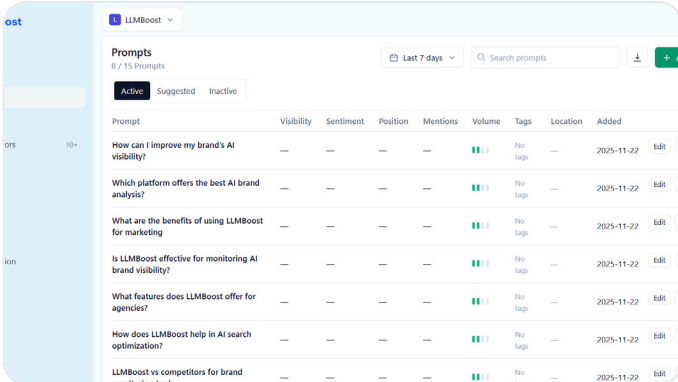 ost
L LLMBoost
Prompts
8 / 15 Prompts
Last 7 days
Search prompts
+
Active Suggested Inactive
Prompt Visibility Sentiment Position Mentions Volume Tags Location Added
ors 10+
How can I improve my brand's AI
visibility?
— — — — No
tags
— 2025-11-22 Edit
Which platform offers the best AI brand
analysis?
— — — — No
tags
— 2025-11-22 Edit
What are the benefits of using LLMBoost
for marketing
— — — — No
tags
— 2025-11-22 Edit
ion
Is LLMBoost effective for monitoring AI
brand visibility?
— — — — No
tags
— 2025-11-22 Edit
What features does LLMBoost offer for
agencies?
— — — — No
tags
— 2025-11-22 Edit
How does LLMBoost help in AI search
optimization?
— — — — No
tags
— 2025-11-22 Edit
LLMBoost vs competitors for brand
— — — — No
— 2025-11-22 Edit